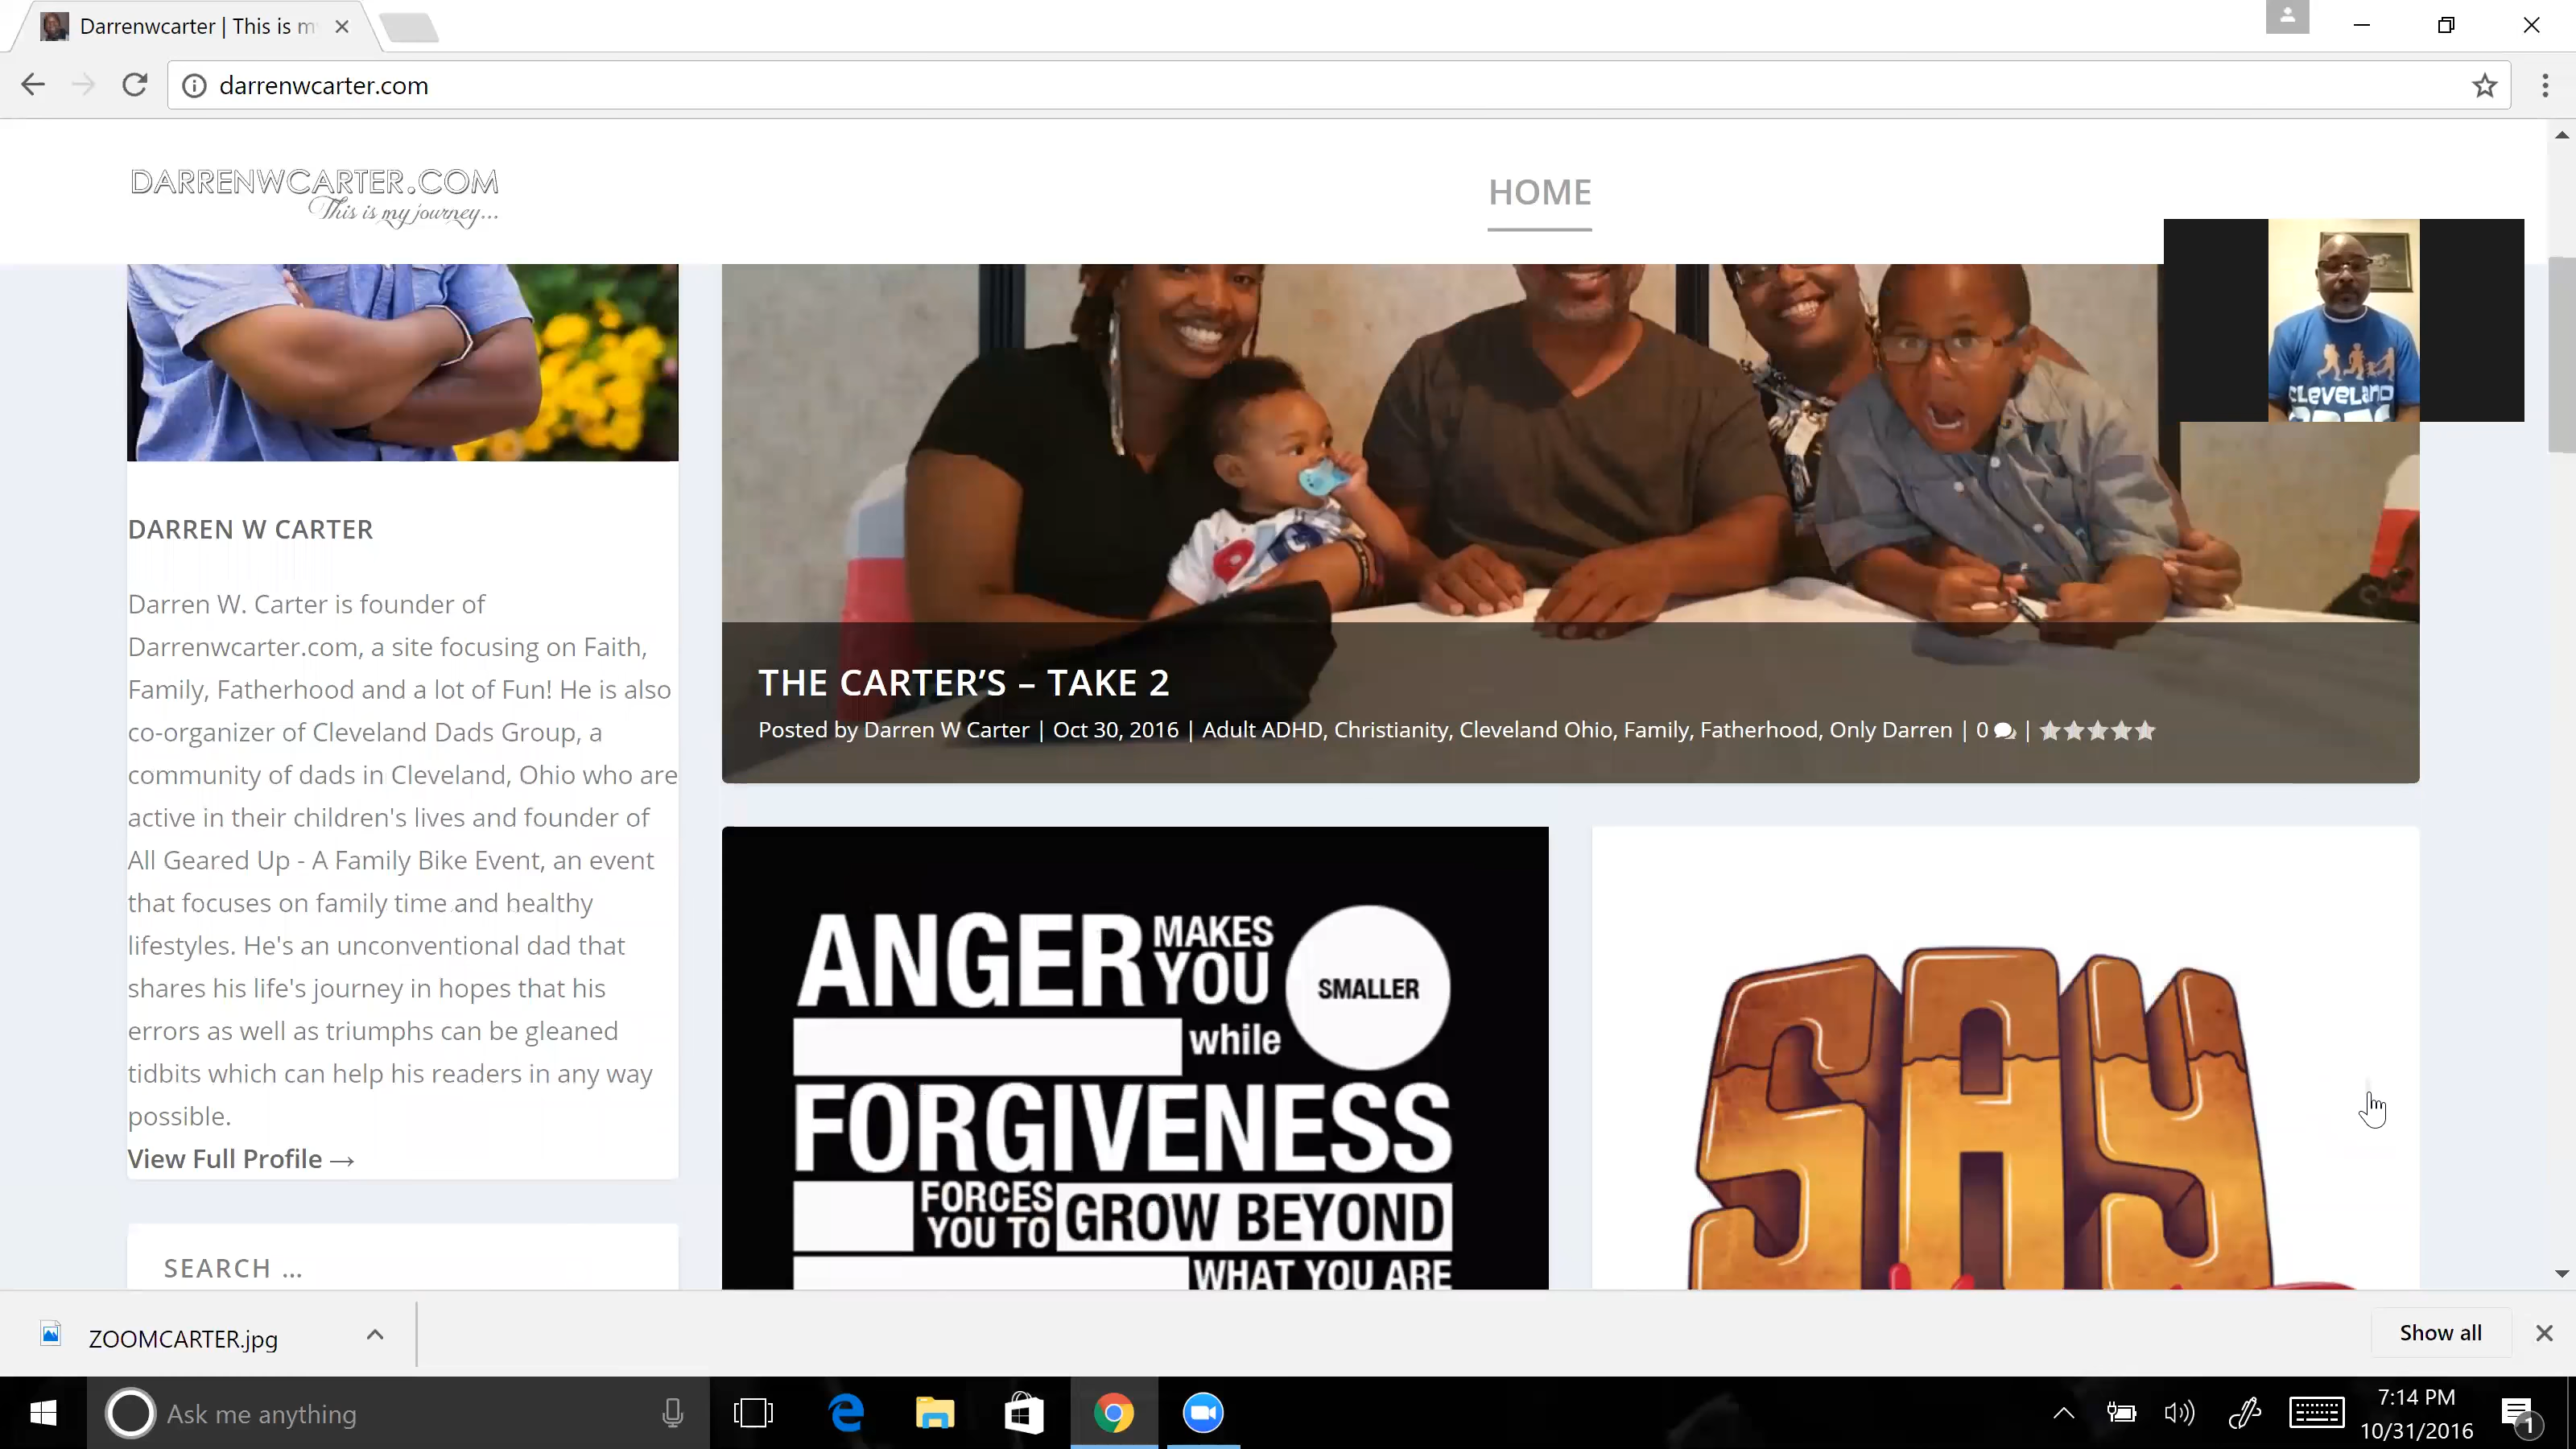 Darrenwcarter | This is m
darrenwcarter.com
DARRENWCARTER.COM
This is my journey...
HOME
CLEVELAND
DARREN W CARTER
Darren W. Carter is founder of
Darrenwcarter.com, a site focusing on Faith,
Family, Fatherhood and a lot of Fun! He is also
co-organizer of Cleveland Dads Group, a
community of dads in Cleveland, Ohio who are
active in their children's lives and founder of
All Geared Up - A Family Bike Event, an event
that focuses on family time and healthy
lifestyles. He's an unconventional dad that
shares his life's journey in hopes that his
errors as well as triumphs can be gleaned
tidbits which can help his readers in any way
possible.
View Full Profile →
SEARCH ...
THE CARTER’S – TAKE 2
Posted by Darren W Carter | Oct 30, 2016 | Adult ADHD, Christianity, Cleveland Ohio, Family, Fatherhood, Only Darren | 0 |
ANGER MAKES
YOU
SMALLER
while
FORGIVENESS
FORCES
YOU TO GROW BEYOND
WHAT YOU ARE
SAY
ZOOMCARTER.jpg
Show all
Ask me anything
7:14 PM
10/31/2016
1